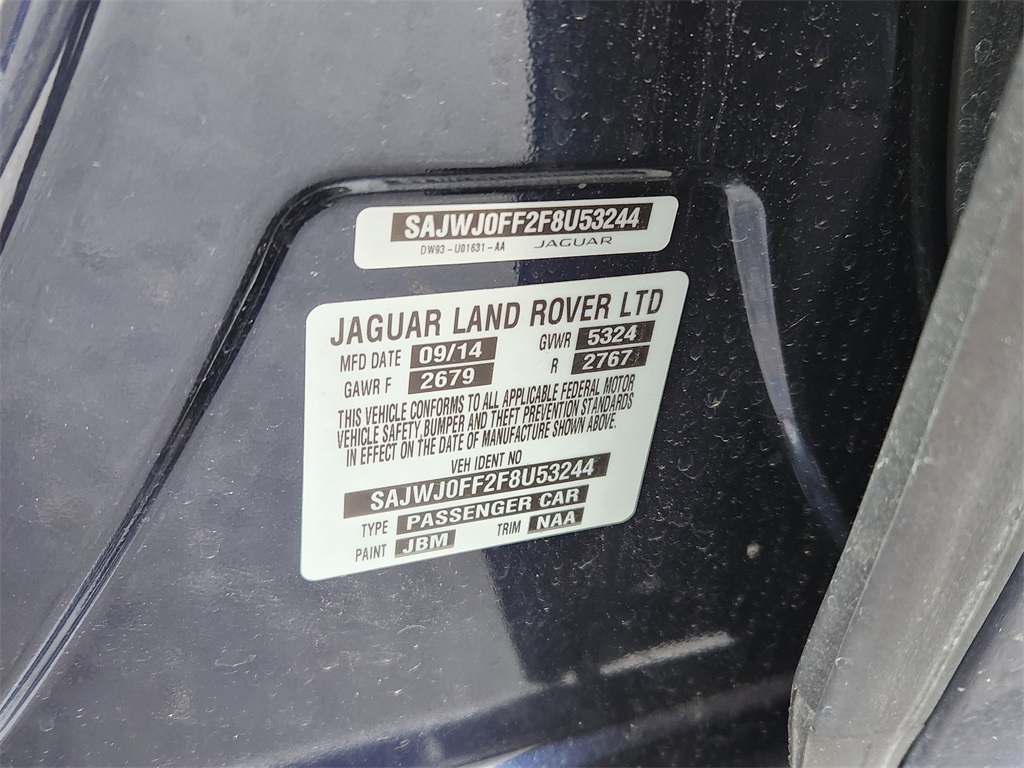 SAJWJ0FF2F8U53244
DW93-U01631-AA JAGUAR
JAGUAR LAND ROVER LTD
MFD DATE 09/14 GVWR 5324
GAWR F 2679 R 2767
THIS VEHICLE CONFORMS TO ALL APPLICABLE FEDERAL MOTOR
VEHICLE SAFETY, BUMPER AND THEFT PREVENTION STANDARDS
IN EFFECT ON THE DATE OF MANUFACTURE SHOWN ABOVE.
VEH IDENT NO
SAJWJ0FF2F8U53244
TYPE PASSENGER CAR
PAINT JBM TRIM NAA